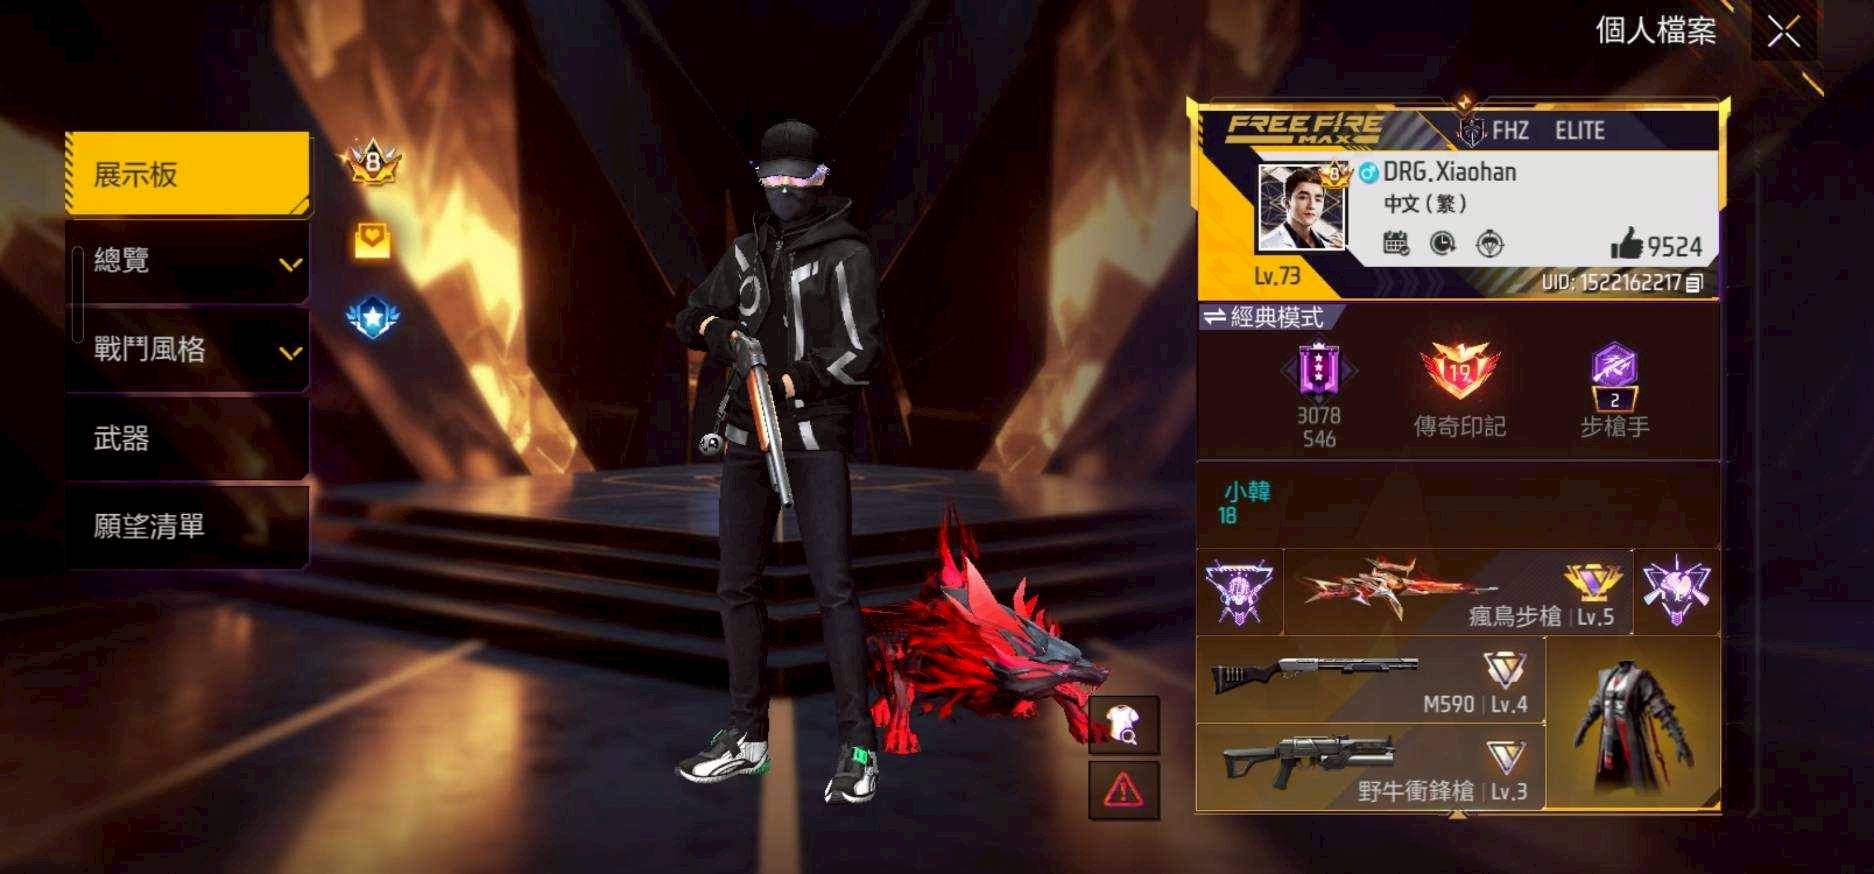 個人檔案
展示板
總覽
戰鬥風格
武器
願望清單
8
FREE FIRE
MAX
FHZ ELITE
8
DRG.Xiaohan
中文(繁)
9524
Lv.73
UID: 1522162217
經典模式
3078
546
19
傳奇印記
2
步槍手
小韓
18
瘋鳥步槍 Lv.5
M590 Lv.4
野牛衝鋒槍 Lv.3